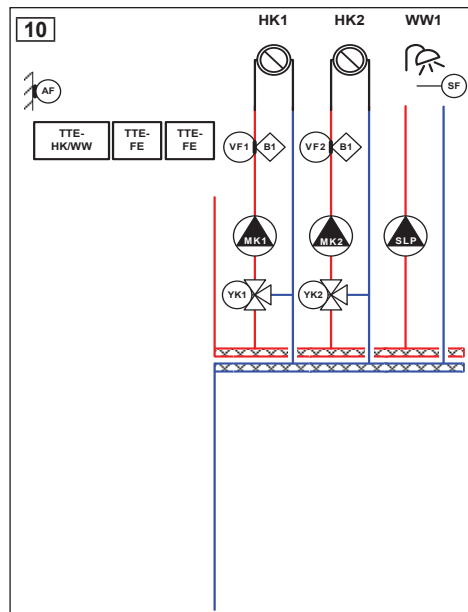 10
HK1 HK2 WW1
AF
SF
TTE-
HK/WW
TTE-
FE
TTE-
FE
VF1 B1 VF2 B1
MK1 MK2 SLP
YK1 YK2